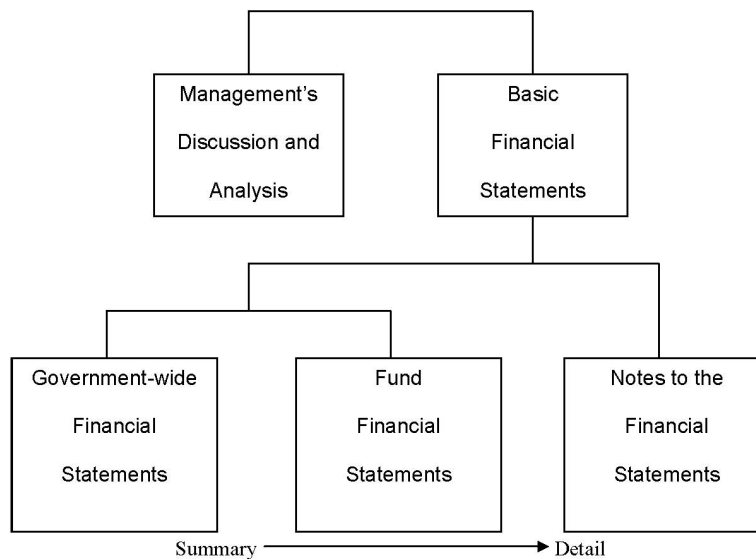 Management's
Discussion and
Analysis
Basic
Financial
Statements
Government-wide
Financial
Statements
Fund
Financial
Statements
Notes to the
Financial
Statements
Summary
Detail